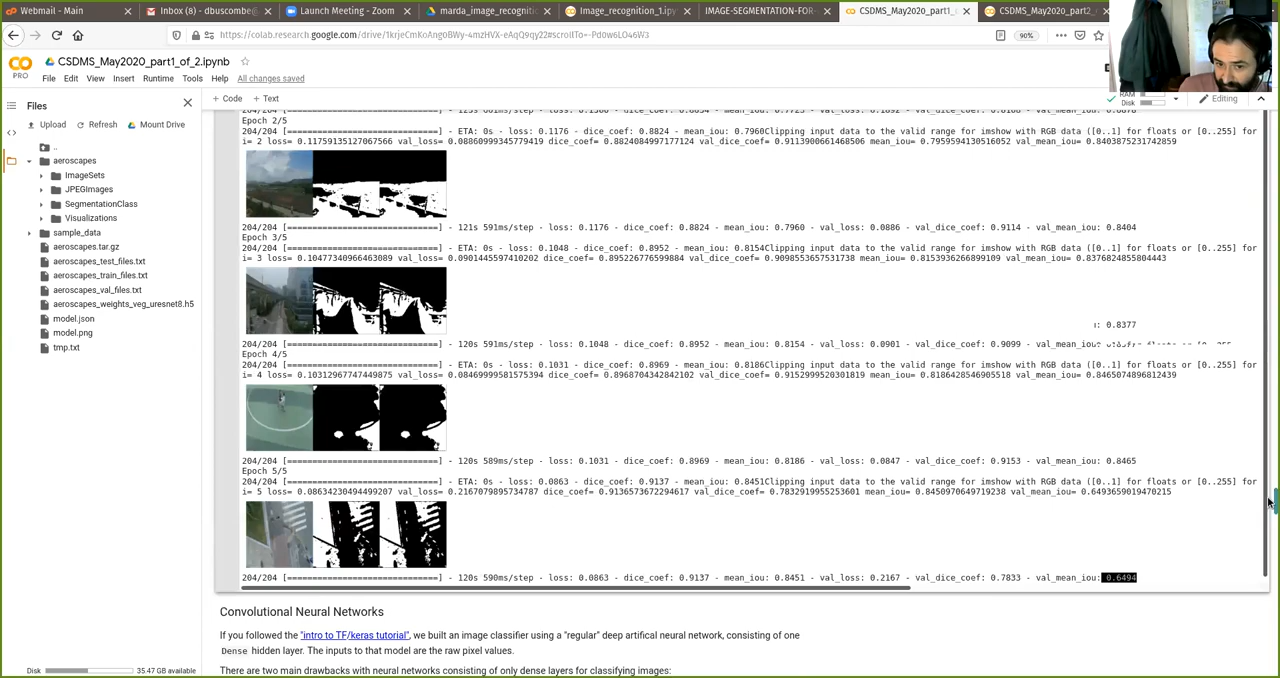 Webmail - Main
Inbox (8) - dbuscombe@
Launch Meeting - Zoom
marda_image_recogniti
Image_recognition_1.ipy
IMAGE-SEGMENTATION-FOR-
CSDMS_May2020_part1_
CSDMS_May2020_part2_
https://colab.research.google.com/drive/1krjeCmKoAng0BWy-4mzHVX-eAqQ9qy22#scrollTo=-Pd0w6LO46W3
90%
CO
PRO
CSDMS_May2020_part1_of_2.ipynb
File Edit View Insert Runtime Tools Help All changes saved
RAM
Disk
Editing
Files
Upload Refresh Mount Drive
..
aeroscapes
ImageSets
JPEGImages
SegmentationClass
Visualizations
sample_data
aeroscapes.tar.gz
aeroscapes_test_files.txt
aeroscapes_train_files.txt
aeroscapes_val_files.txt
aeroscapes_weights_veg_uresnet8.h5
model.json
model.png
tmp.txt
Disk 35.47 GB available
+ Code + Text
Epoch 2/5
204/204 [==============================] - ETA: 0s - loss: 0.1176 - dice_coef: 0.8824 - mean_iou: 0.7960Clipping input data to the valid range for imshow with RGB data ([0..1] for floats or [0..255] for
i= 2 loss= 0.11759135127067566 val_loss= 0.08860999345779419 dice_coef= 0.8824084997177124 val_dice_coef= 0.9113900661468506 mean_iou= 0.7959594130516052 val_mean_iou= 0.8403875231742859
204/204 [==============================] - 121s 591ms/step - loss: 0.1176 - dice_coef: 0.8824 - mean_iou: 0.7960 - val_loss: 0.0886 - val_dice_coef: 0.9114 - val_mean_iou: 0.8404
Epoch 3/5
204/204 [==============================] - ETA: 0s - loss: 0.1048 - dice_coef: 0.8952 - mean_iou: 0.8154Clipping input data to the valid range for imshow with RGB data ([0..1] for floats or [0..255] for
i= 3 loss= 0.10477340966463089 val_loss= 0.0901445597410202 dice_coef= 0.895226776599884 val_dice_coef= 0.9098553657531738 mean_iou= 0.8153936266899109 val_mean_iou= 0.8376824855804443
: 0.8377
204/204 [==============================] - 120s 591ms/step - loss: 0.1048 - dice_coef: 0.8952 - mean_iou: 0.8154 - val_loss: 0.0901 - val_dice_coef: 0.9099 - val_mean_iou
Epoch 4/5
204/204 [==============================] - ETA: 0s - loss: 0.1031 - dice_coef: 0.8969 - mean_iou: 0.8186Clipping input data to the valid range for imshow with RGB data ([0..1] for floats or [0..255] for
i= 4 loss= 0.10312967747449875 val_loss= 0.08469999581575394 dice_coef= 0.8968704342842102 val_dice_coef= 0.9152999520301819 mean_iou= 0.8186428546905518 val_mean_iou= 0.8465074896812439
204/204 [==============================] - 120s 589ms/step - loss: 0.1031 - dice_coef: 0.8969 - mean_iou: 0.8186 - val_loss: 0.0847 - val_dice_coef: 0.9153 - val_mean_iou: 0.8465
Epoch 5/5
204/204 [==============================] - ETA: 0s - loss: 0.0863 - dice_coef: 0.9137 - mean_iou: 0.8451Clipping input data to the valid range for imshow with RGB data ([0..1] for floats or [0..255] for
i= 5 loss= 0.08634230494499207 val_loss= 0.2167079895734787 dice_coef= 0.9136573672294617 val_dice_coef= 0.7832919955253601 mean_iou= 0.8450970649719238 val_mean_iou= 0.6493659019470215
204/204 [==============================] - 120s 590ms/step - loss: 0.0863 - dice_coef: 0.9137 - mean_iou: 0.8451 - val_loss: 0.2167 - val_dice_coef: 0.7833 - val_mean_iou: 0.6494
Convolutional Neural Networks
If you followed the "intro to TF/keras tutorial", we built an image classifier using a "regular" deep artifical neural network, consisting of one
Dense hidden layer. The inputs to that model are the raw pixel values.
There are two main drawbacks with neural networks consisting of only dense layers for classifying images: